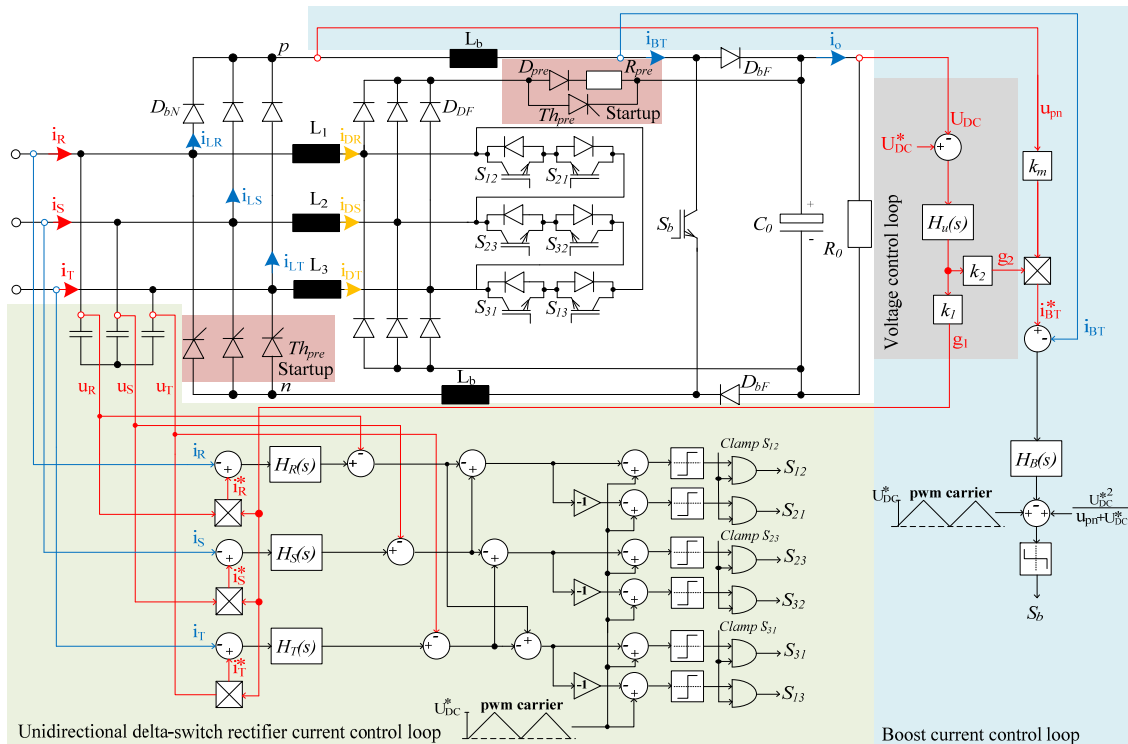 p
L_b
i_BT
D_bF
i_o
D_pre
R_pre
Th_pre
Startup
D_bN
D_DF
i_R
i_LR
L_1
i_DR
S_12
S_21
i_S
i_LS
L_2
i_DS
S_23
S_32
i_T
i_LT
L_3
i_DT
S_31
S_13
S_b
C_0
+
-
R_0
Th_pre
Startup
n
L_b
D_bF
u_R
u_S
u_T
U_DC
U*_DC
+
-
H_u(s)
k_2
g_2
k_1
g_1
Voltage control loop
u_pn
k_m
i*_BT
+
-
i_BT
H_B(s)
U*_DC
pwm carrier
-
-
+
U*_DC^2
u_pn+U*_DC
S_b
Boost current control loop
i_R
-
+
i*_R
H_R(s)
+
-
+
-
-
+
-1
-
+
Clamp S_12
S_12
S_21
i_S
-
+
i*_S
H_S(s)
+
-
+
-
-
+
-1
-
+
Clamp S_23
S_23
S_32
i_T
-
+
i*_T
H_T(s)
+
-
-
+
-
+
-1
-
+
Clamp S_31
S_31
S_13
U*_DC
pwm carrier
Unidirectional delta-switch rectifier current control loop